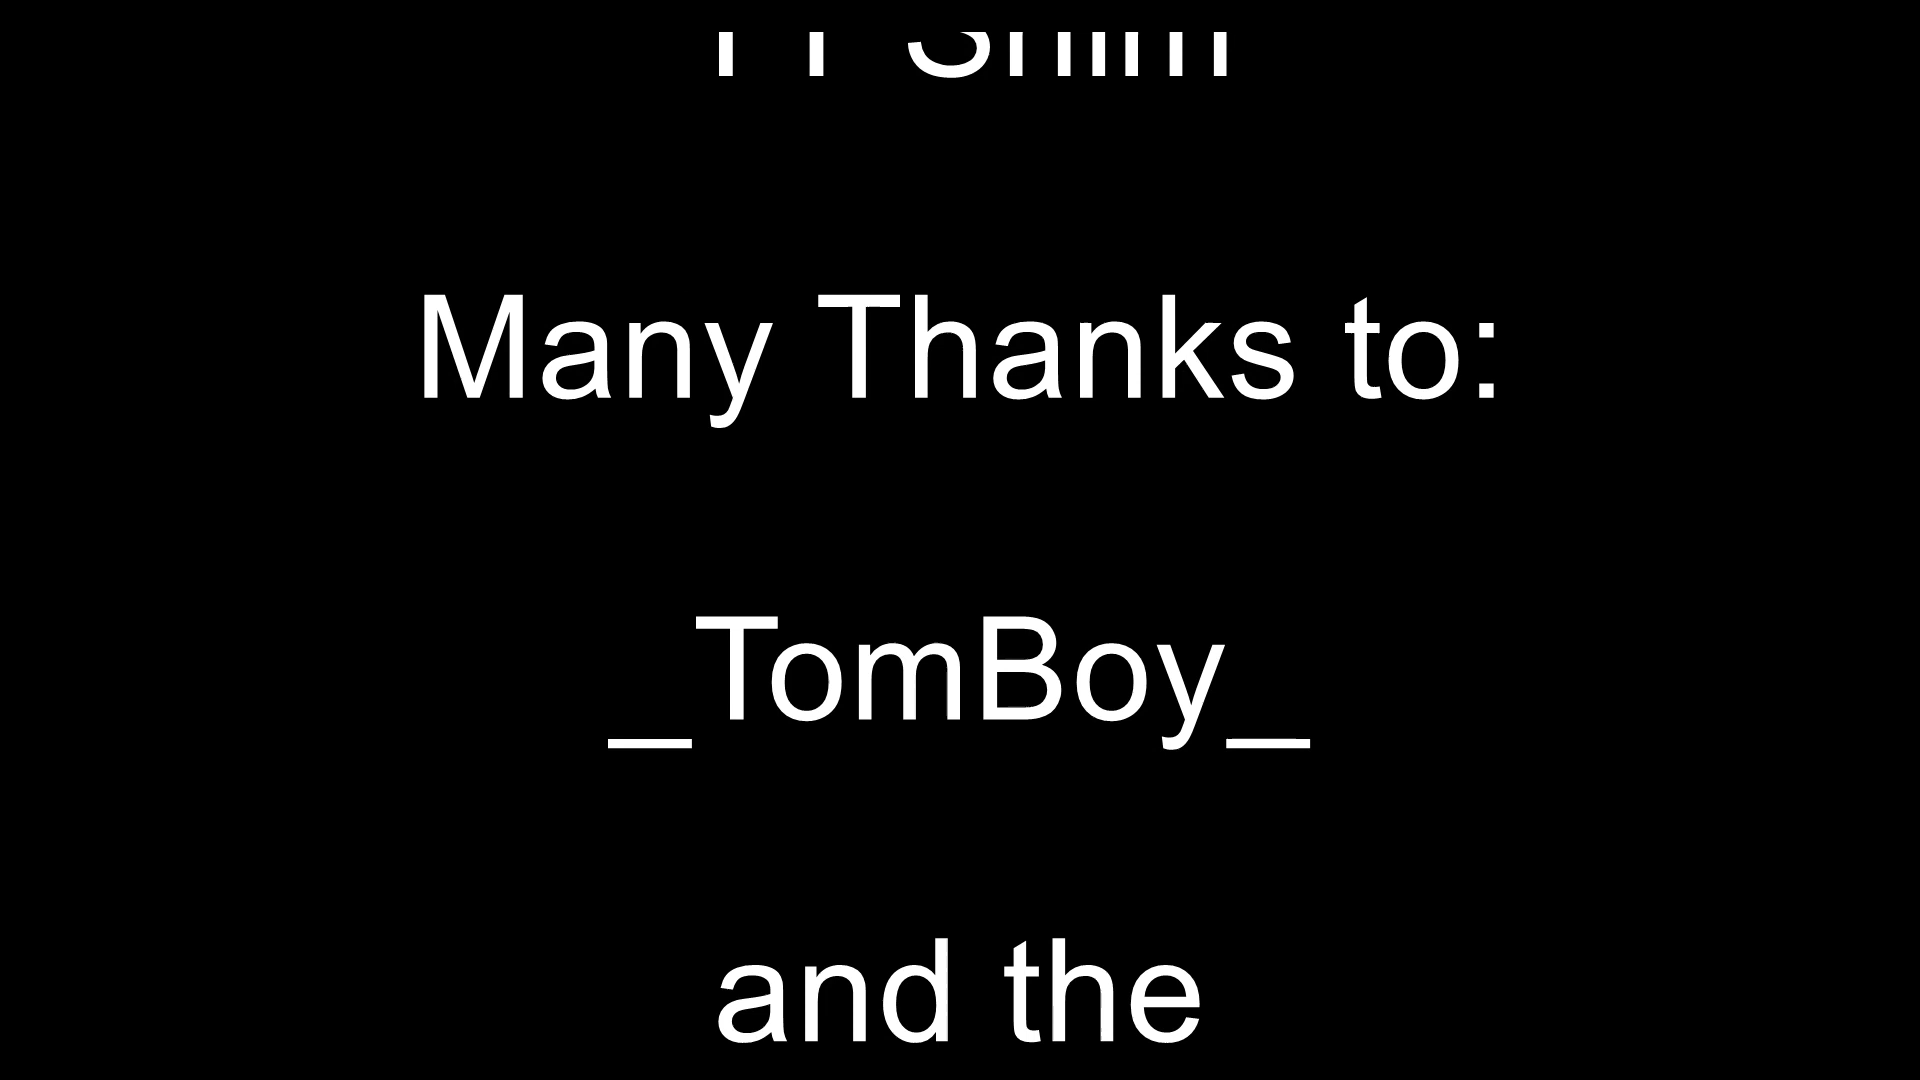 Many Thanks to:
_TomBoy_
and the